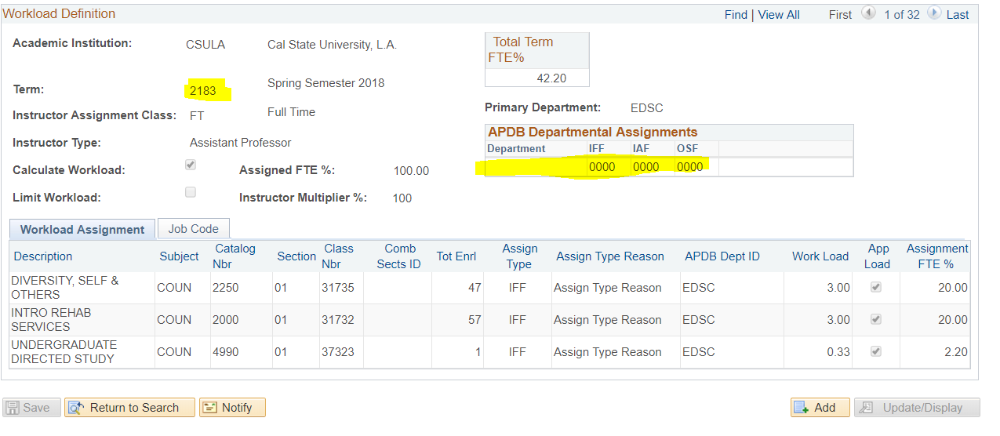 Workload Definition Find | View All First 1 of 32 Last
Academic Institution: CSULA Cal State University, L.A.
Total Term FTE%
42.20
Term: 2183 Spring Semester 2018
Primary Department: EDSC
Instructor Assignment Class: FT Full Time
APDB Departmental Assignments
Department IFF IAF OSF
0000 0000 0000
Instructor Type: Assistant Professor
Calculate Workload: Assigned FTE %: 100.00
Limit Workload: Instructor Multiplier %: 100
Workload Assignment Job Code
Description Subject Catalog Nbr Section Class Nbr Comb Sects ID Tot Enrl Assign Type Assign Type Reason APDB Dept ID Work Load App Load Assignment FTE %
DIVERSITY, SELF & OTHERS COUN 2250 01 31735 47 IFF Assign Type Reason EDSC 3.00 20.00
INTRO REHAB SERVICES COUN 2000 01 31732 57 IFF Assign Type Reason EDSC 3.00 20.00
UNDERGRADUATE DIRECTED STUDY COUN 4990 01 37323 1 IFF Assign Type Reason EDSC 0.33 2.20
Save Return to Search Notify Add Update/Display